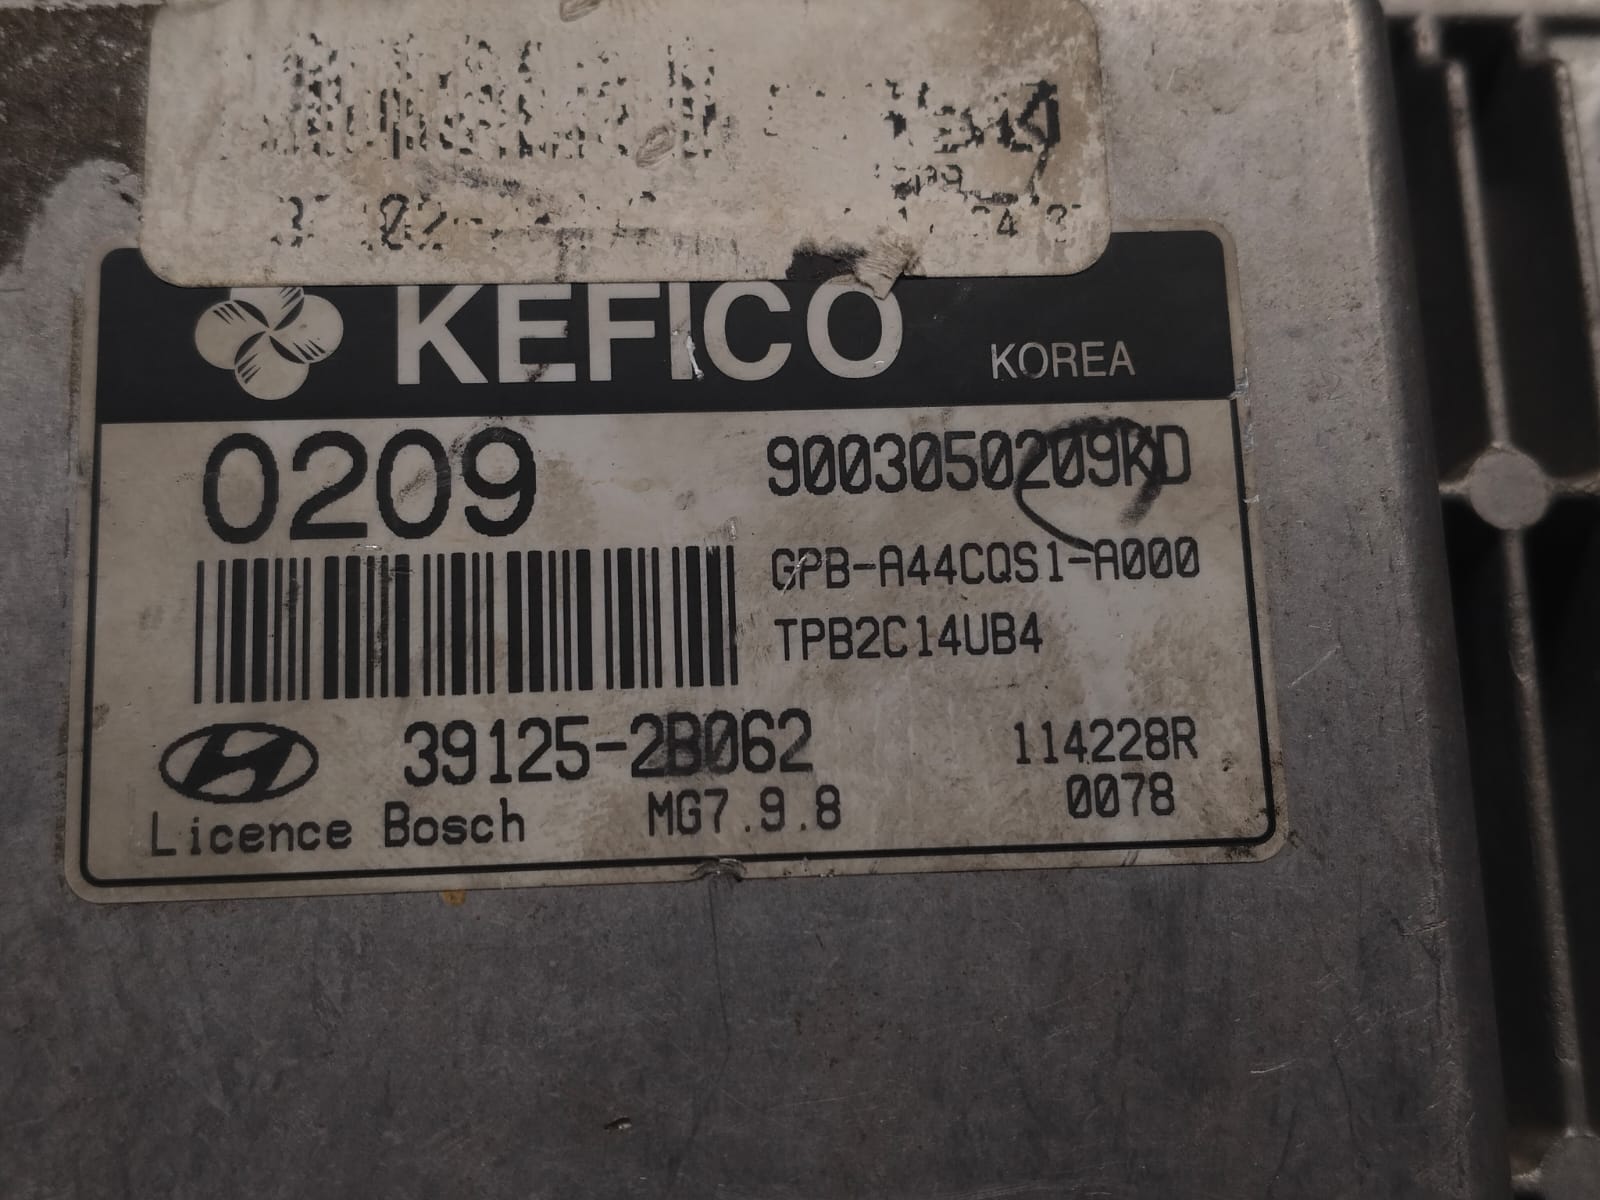 KEFICO KOREA
0209 9003050209KD
GPB-A44CQS1-A000
TPB2C14UB4
39125-2B062 114228R
Licence Bosch MG7.9.8 0078